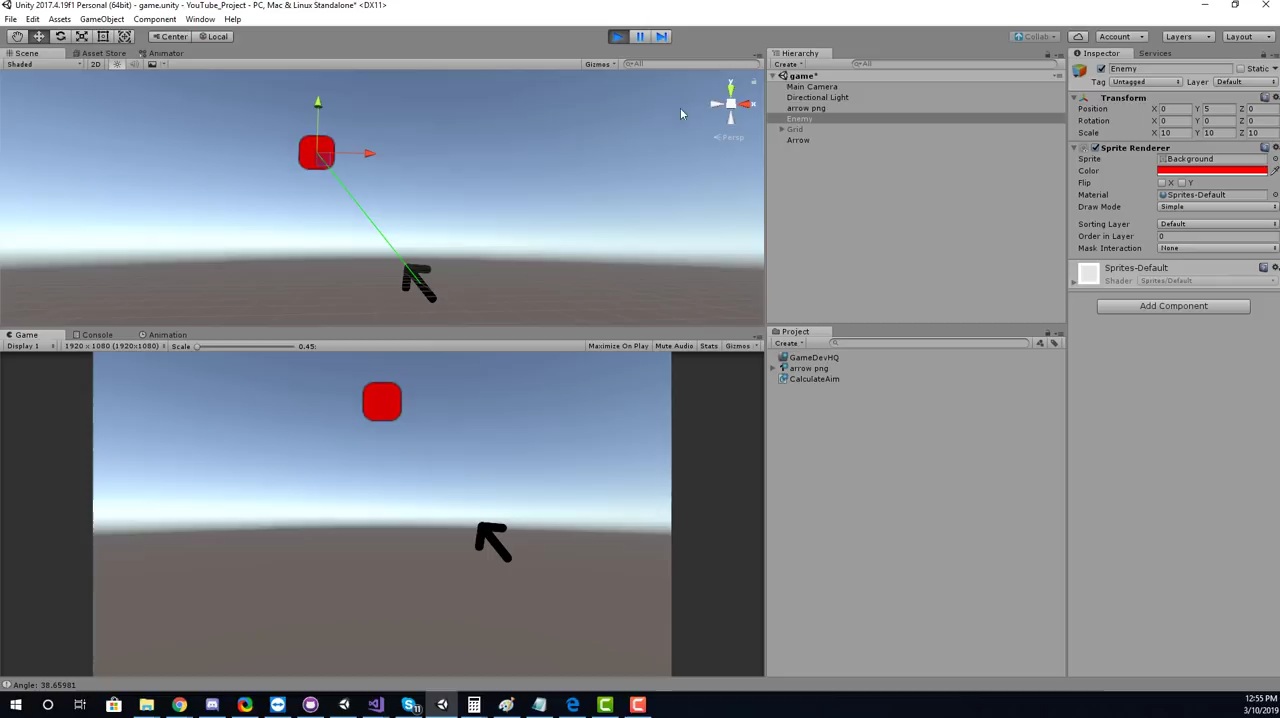 Unity 2017.4.19f1 Personal (64bit) - game.unity - YouTube_Project - PC, Mac & Linux Standalone* <DX11>
File Edit Assets GameObject Component Window Help
Center Local Collab Account Layers Layout
Scene Asset Store Animator
Shaded 2D Gizmos All
y
x
Persp
Hierarchy
Create All
game*
Main Camera
Directional Light
arrow png
Enemy
Grid
Arrow
Inspector Services
Enemy Static
Tag Untagged Layer Default
Transform
Position X 0 Y 5 Z 0
Rotation X 0 Y 0 Z 0
Scale X 10 Y 10 Z 10
Sprite Renderer
Sprite Background
Color
Flip X Y
Material Sprites-Default
Draw Mode Simple
Sorting Layer Default
Order in Layer 0
Mask Interaction None
Sprites-Default
Shader Sprites/Default
Add Component
Game Console Animation
Display 1 1920 x 1080 (1920x1080) Scale 0.45: Maximize On Play Mute Audio Stats Gizmos
Project
Create
GameDevHQ
arrow png
CalculateAim
Angle: 38.65981
11
12:55 PM
3/10/2019